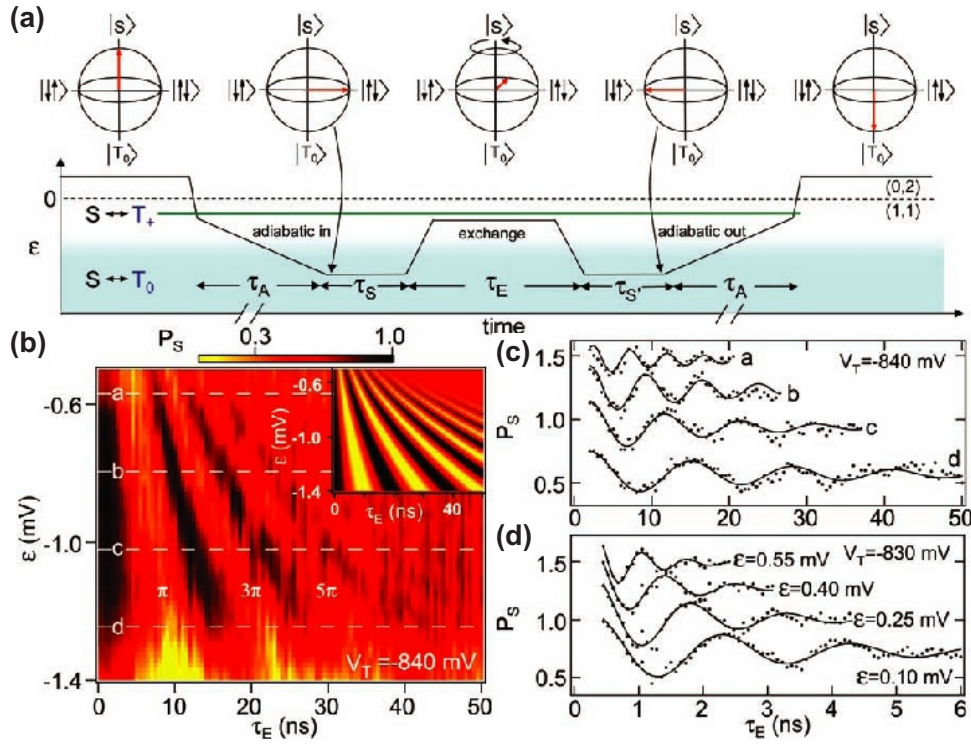 (a)
|S⟩ |S⟩ |S⟩ |S⟩ |S⟩
|↓↑⟩ |↑↓⟩ |↓↑⟩ |↑↓⟩ |↓↑⟩ |↑↓⟩ |↓↑⟩ |↑↓⟩ |↓↑⟩ |↑↓⟩
|T₀⟩ |T₀⟩ |T₀⟩ |T₀⟩ |T₀⟩
0
(0,2)
(1,1)
S ↔ T₊
adiabatic in
exchange
adiabatic out
ε
S ↔ T₀
τ_A τ_S τ_E τ_S' τ_A
time
(b)
P_S 0.3 1.0
-0.6
-1.0
-1.4
ε (mV)
a
b
c
d
π 3π 5π
V_T=-840 mV
0 10 20 30 40 50
τ_E (ns)
-0.6
-1.0
-1.4
ε (mV)
0 40
τ_E (ns)
(c)
V_T=-840 mV
a
b
c
d
1.5
1.0
0.5
P_S
0 10 20 30 40 50
(d)
V_T=-830 mV
ε=0.55 mV
ε=0.40 mV
ε=0.25 mV
ε=0.10 mV
1.5
1.0
0.5
P_S
0 1 2 3 4 5 6
τ_E (ns)